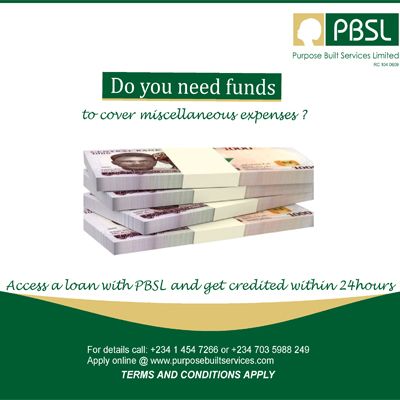 PBSL
Purpose Built Services Limited
Do you need funds
to cover miscellaneous expenses ?
1000
1000
Access a loan with PBSL and get credited within 24hours
For details call: +234 1 454 7266 or +234 703 5988 249
Apply online @ www.purposebuiltservices.com
TERMS AND CONDITIONS APPLY